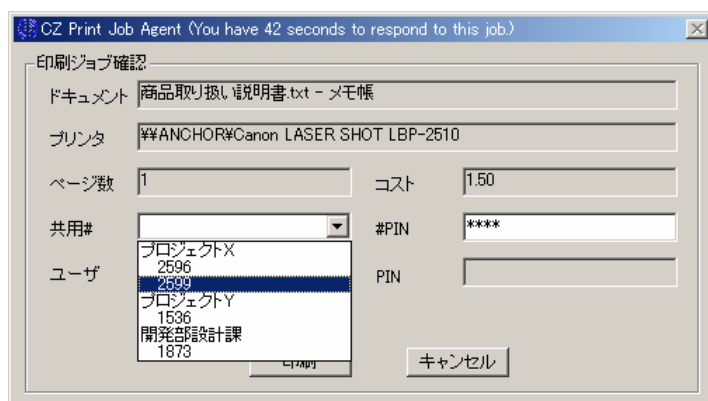 CZ Print Job Agent (You have 42 seconds to respond to this job.)
印刷ジョブ確認
ドキュメント 商品取り扱い説明書.txt - メモ帳
プリンタ ¥¥ANCHOR¥Canon LASER SHOT LBP-2510
ページ数 1 コスト 1.50
共用# #PIN ****
プロジェクトX
2596
ユーザ 2599 PIN
プロジェクトY
1536
開発部設計課
1873
印刷 キャンセル